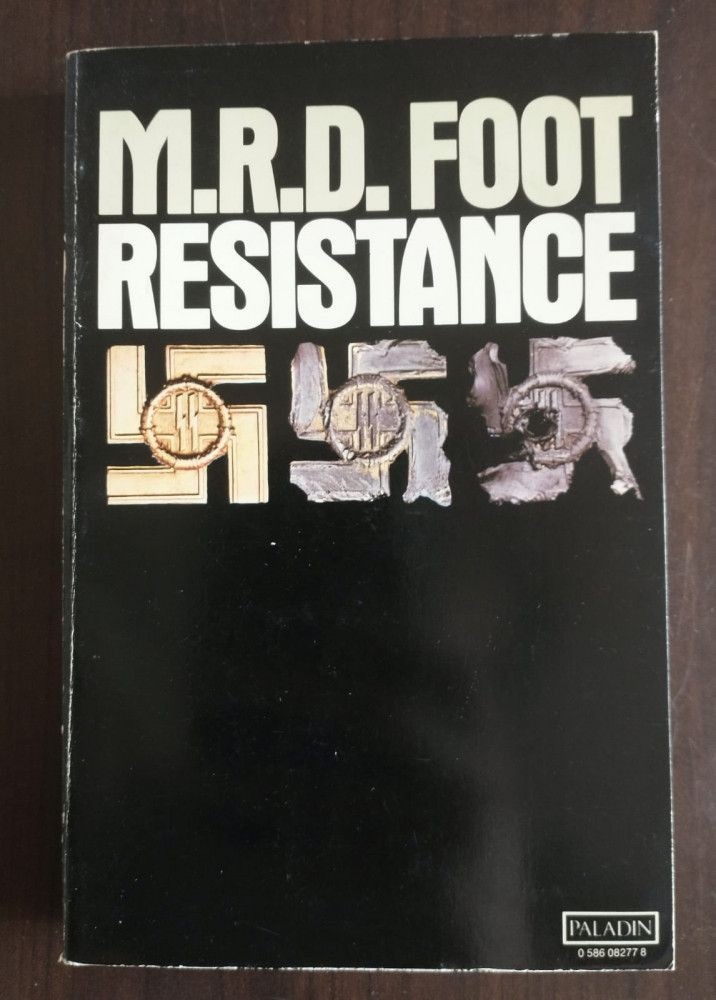 M.R.D. FOOT
RESISTANCE
PALADIN
0 586 08277 8